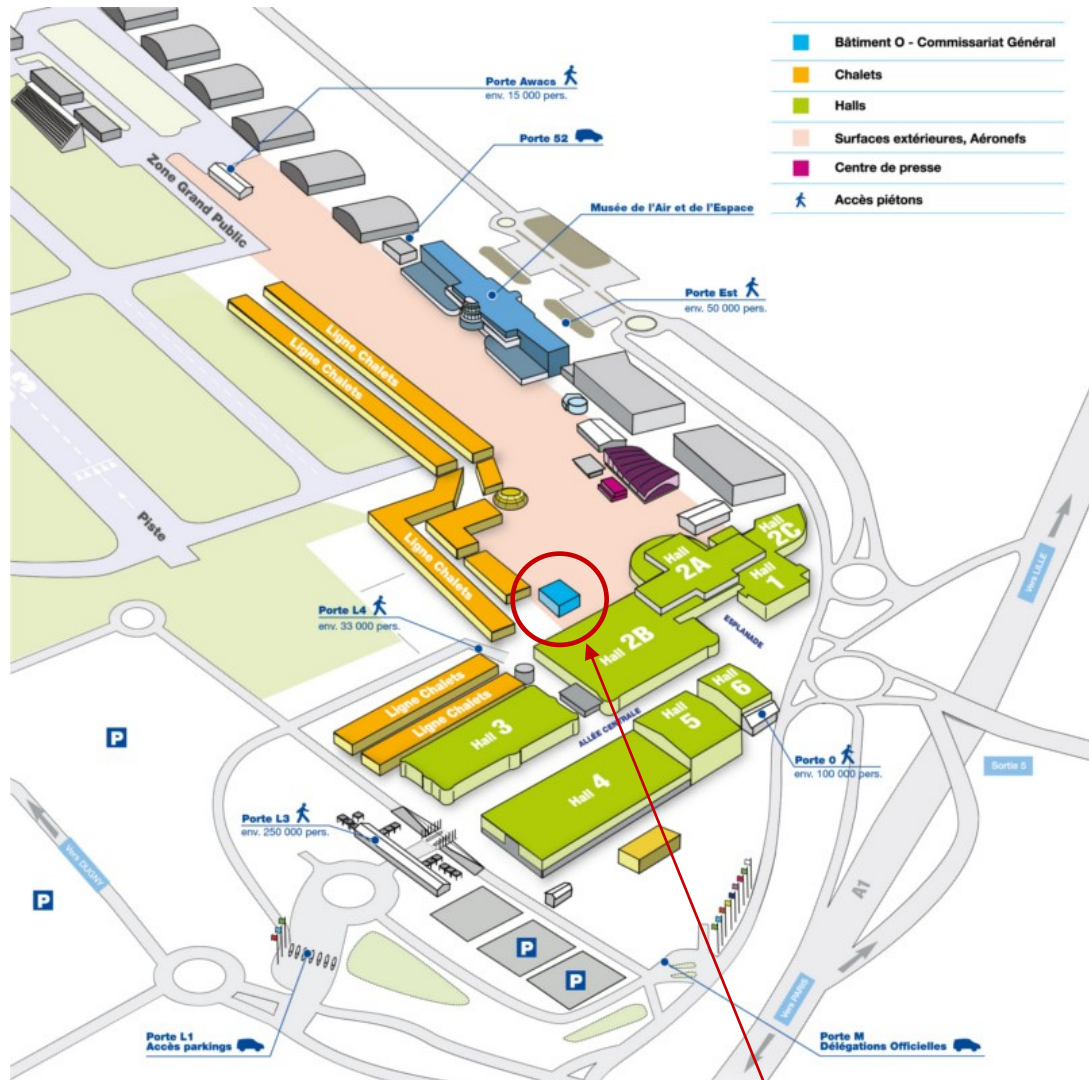 Bâtiment O - Commissariat Général
Chalets
Halls
Surfaces extérieures, Aéronefs
Centre de presse
Accès piétons
Porte Awacs
env. 15 000 pers.
Porte 52
Zone Grand Public
Musée de l'Air et de l'Espace
Porte Est
env. 50 000 pers.
Ligne Chalets
Ligne Chalets
3
Piste
Ligne Chalets
Hall
2C
Hall
2A
Hall
1
Vers LILLE
Porte L4
env. 33 000 pers.
Hall 2B
ESPLANADE
Ligne Chalets
Ligne Chalets
Hall 3
ALLÉE CENTRALE
Hall
5
Hall
6
P
Porte 0
env. 100 000 pers.
Sortie 5
Hall 4
Porte L3
env. 250 000 pers.
Vers DUGNY
P
A1
P
P
Vers PARIS
Porte L1
Accès parkings
Porte M
Délégations Officielles